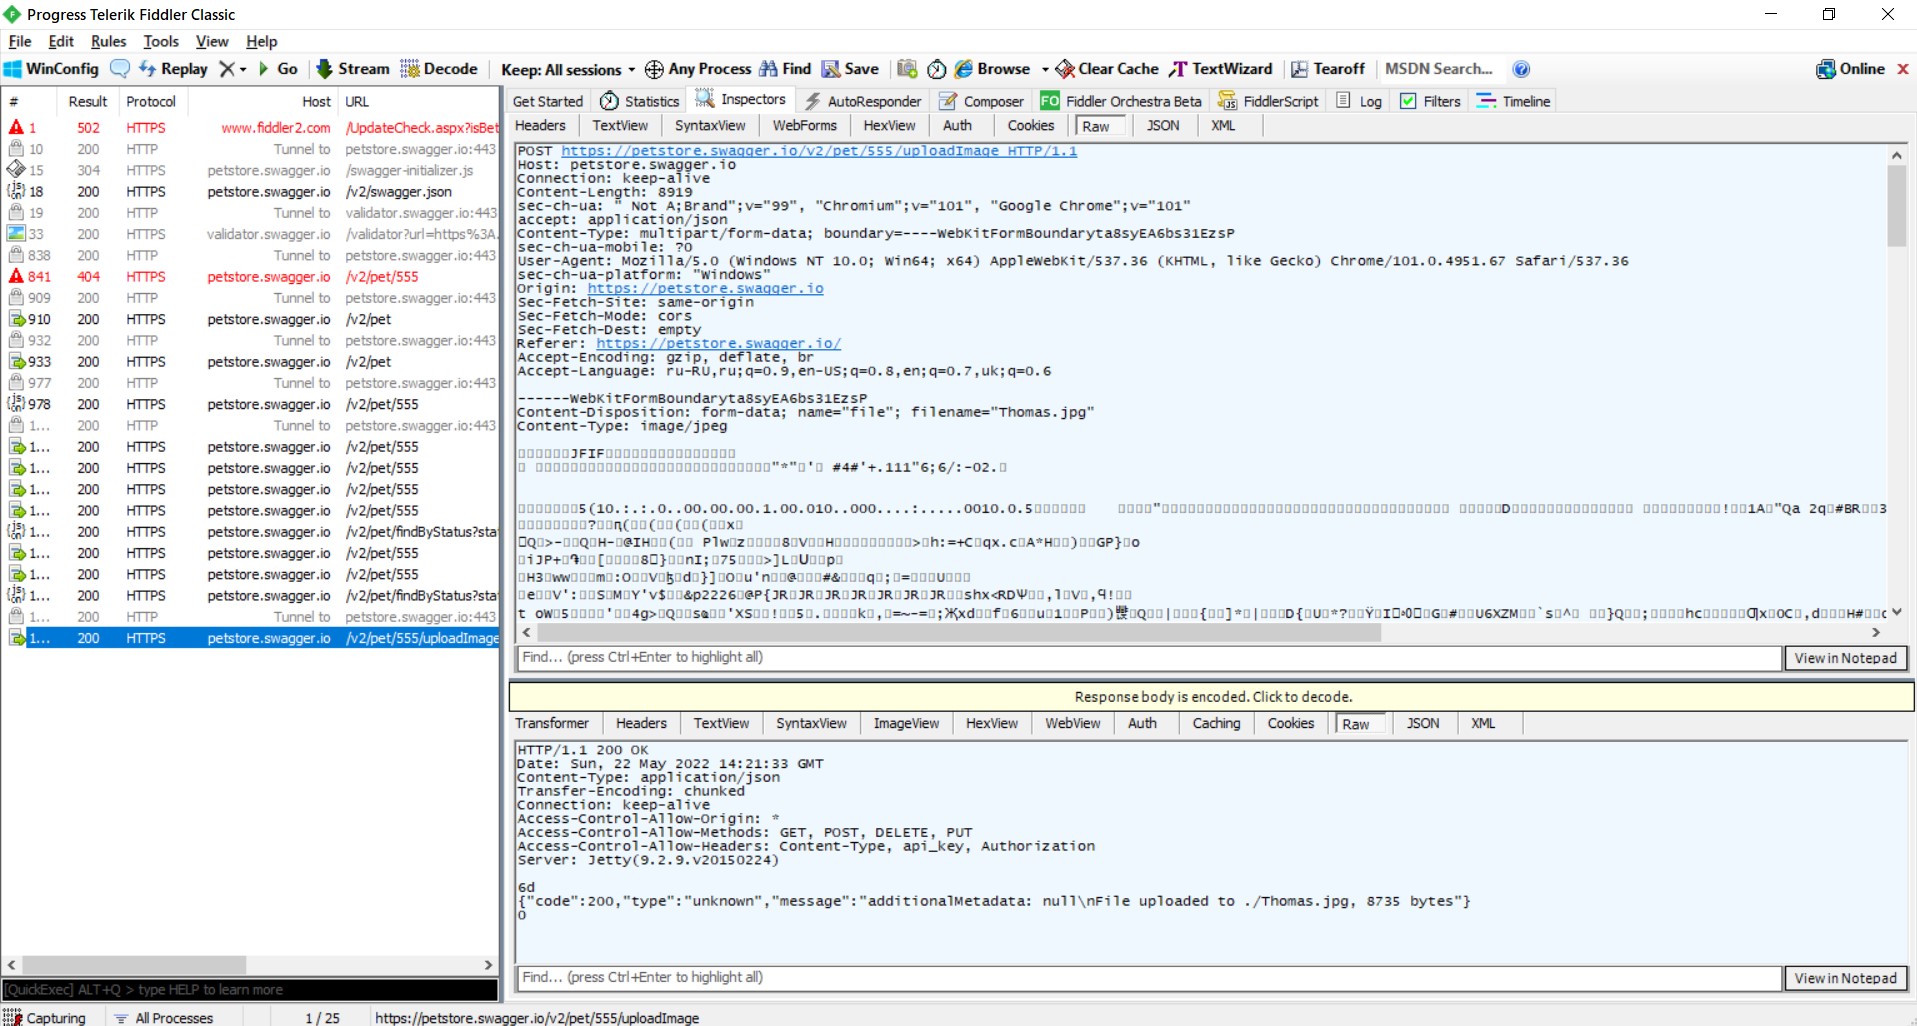 Progress Telerik Fiddler Classic
File Edit Rules Tools View Help
WinConfig Replay Go Stream Decode Keep: All sessions Any Process Find Save Browse Clear Cache TextWizard Tearoff MSDN Search... Online
# Result Protocol Host URL
1 502 HTTPS www.fiddler2.com /UpdateCheck.aspx?isBet
10 200 HTTP Tunnel to petstore.swagger.io:443
15 304 HTTPS petstore.swagger.io /swagger-initializer.js
18 200 HTTPS petstore.swagger.io /v2/swagger.json
19 200 HTTP Tunnel to validator.swagger.io:443
33 200 HTTPS validator.swagger.io /validator?url=https%3A.
838 200 HTTP Tunnel to petstore.swagger.io:443
841 404 HTTPS petstore.swagger.io /v2/pet/555
909 200 HTTP Tunnel to petstore.swagger.io:443
910 200 HTTPS petstore.swagger.io /v2/pet
932 200 HTTP Tunnel to petstore.swagger.io:443
933 200 HTTPS petstore.swagger.io /v2/pet
977 200 HTTP Tunnel to petstore.swagger.io:443
978 200 HTTPS petstore.swagger.io /v2/pet/555
1... 200 HTTP Tunnel to petstore.swagger.io:443
1... 200 HTTPS petstore.swagger.io /v2/pet/555
1... 200 HTTPS petstore.swagger.io /v2/pet/555
1... 200 HTTPS petstore.swagger.io /v2/pet/555
1... 200 HTTPS petstore.swagger.io /v2/pet/555
1... 200 HTTPS petstore.swagger.io /v2/pet/findByStatus?sta
1... 200 HTTPS petstore.swagger.io /v2/pet/555
1... 200 HTTPS petstore.swagger.io /v2/pet/555
1... 200 HTTPS petstore.swagger.io /v2/pet/findByStatus?sta
1... 200 HTTP Tunnel to petstore.swagger.io:443
1... 200 HTTPS petstore.swagger.io /v2/pet/555/uploadImage
[QuickExec] ALT+Q > type HELP to learn more
Get Started Statistics Inspectors AutoResponder Composer FO Fiddler Orchestra Beta FiddlerScript Log Filters Timeline
Headers TextView SyntaxView WebForms HexView Auth Cookies Raw JSON XML
POST https://petstore.swagger.io/v2/pet/555/uploadImage HTTP/1.1
Host: petstore.swagger.io
Connection: keep-alive
Content-Length: 8919
sec-ch-ua: " Not A;Brand";v="99", "Chromium";v="101", "Google Chrome";v="101"
accept: application/json
Content-Type: multipart/form-data; boundary=----WebKitFormBoundaryta8syEA6bs31EzsP
sec-ch-ua-mobile: ?0
User-Agent: Mozilla/5.0 (Windows NT 10.0; Win64; x64) AppleWebKit/537.36 (KHTML, like Gecko) Chrome/101.0.4951.67 Safari/537.36
sec-ch-ua-platform: "Windows"
Origin: https://petstore.swagger.io
Sec-Fetch-Site: same-origin
Sec-Fetch-Mode: cors
Sec-Fetch-Dest: empty
Referer: https://petstore.swagger.io/
Accept-Encoding: gzip, deflate, br
Accept-Language: ru-RU,ru;q=0.9,en-US;q=0.8,en;q=0.7,uk;q=0.6
------WebKitFormBoundaryta8syEA6bs31EzsP
Content-Disposition: form-data; name="file"; filename="Thomas.jpg"
Content-Type: image/jpeg
JFIF
Find... (press Ctrl+Enter to highlight all) View in Notepad
Response body is encoded. Click to decode.
Transformer Headers TextView SyntaxView ImageView HexView WebView Auth Caching Cookies Raw JSON XML
HTTP/1.1 200 OK
Date: Sun, 22 May 2022 14:21:33 GMT
Content-Type: application/json
Transfer-Encoding: chunked
Connection: keep-alive
Access-Control-Allow-Origin: *
Access-Control-Allow-Methods: GET, POST, DELETE, PUT
Access-Control-Allow-Headers: Content-Type, api_key, Authorization
Server: Jetty(9.2.9.v20150224)
6d
{"code":200,"type":"unknown","message":"additionalMetadata: null\nFile uploaded to ./Thomas.jpg, 8735 bytes"}
0
Find... (press Ctrl+Enter to highlight all) View in Notepad
Capturing All Processes 1 / 25 https://petstore.swagger.io/v2/pet/555/uploadImage